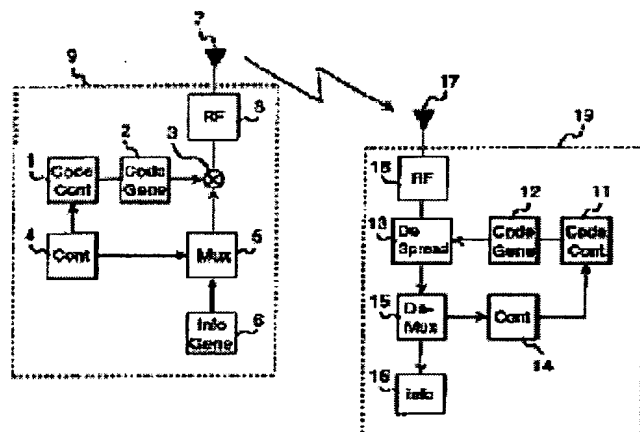 7
9
RF
8
3
2
1
Code
Cont
Code
Gene
4
Cont
Mux
5
Info
Gene
6
17
19
18
RF
12
11
13
De
Spread
Code
Gene
Code
Cont.
15
De-
Mux
Cont
14
16
Info